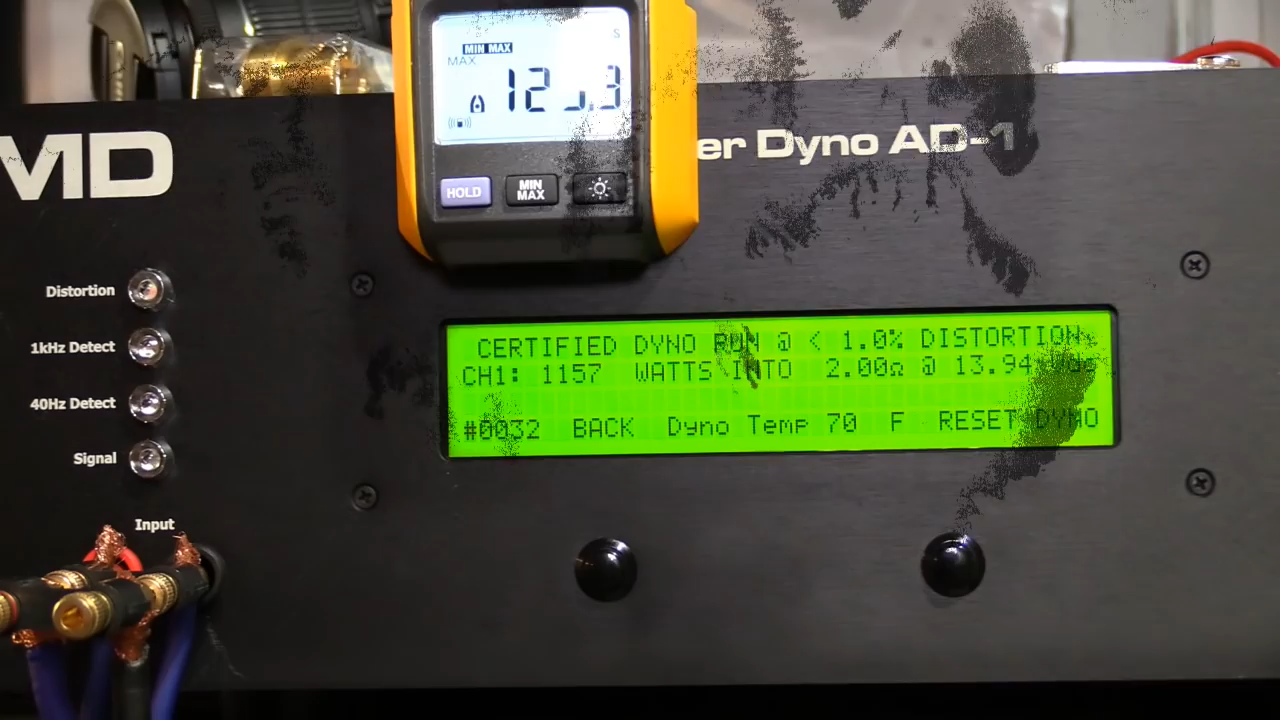 S
MIN MAX
MAX
HOLD
MIN
MAX
MD
er Dyno AD-1
Distortion
1kHz Detect
40Hz Detect
Signal
Input
CERTIFIED DYNO RUN @ < 1.0% DISTORTION
CH1: 1157 WATTS INTO 2.00Ω @ 13.94
#0032 BACK Dyno Temp 70 F RESET DYNO